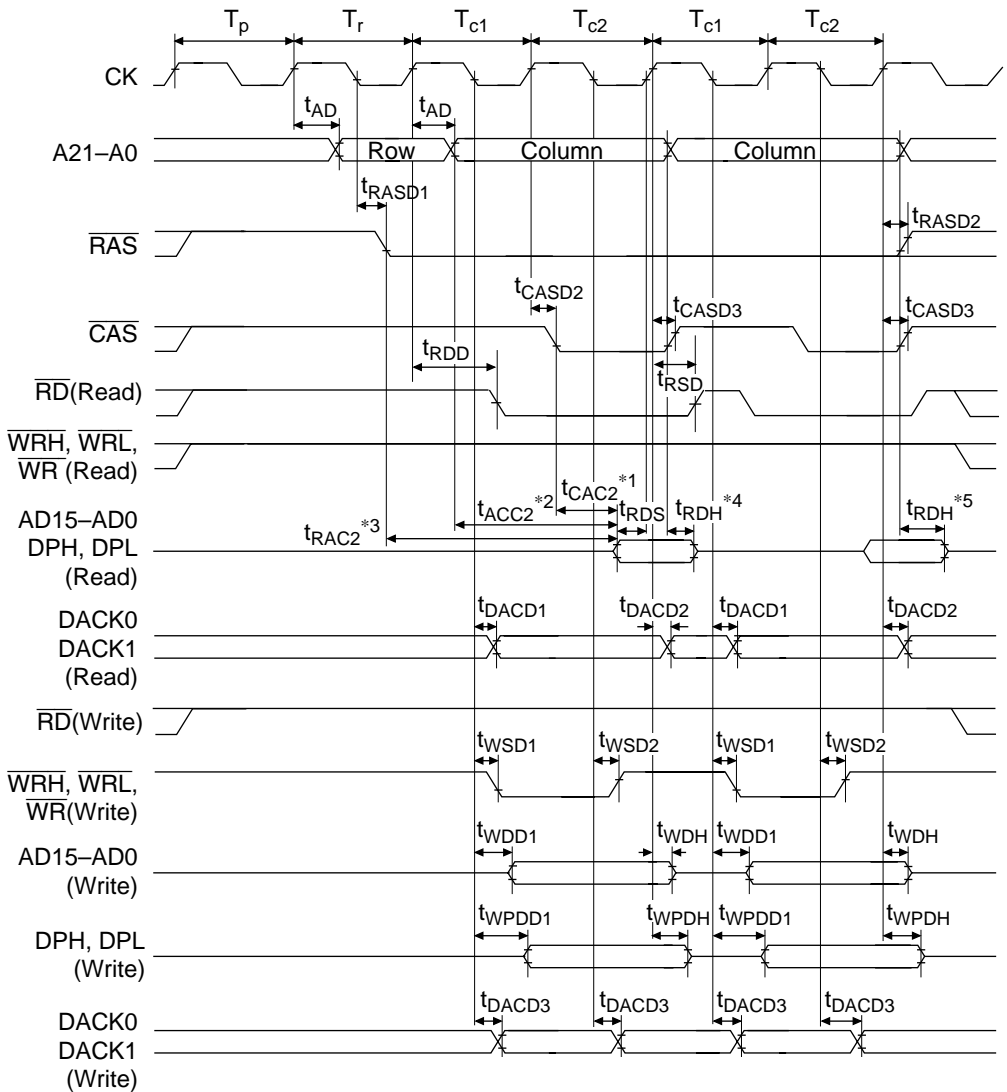 Tp Tr Tc1 Tc2 Tc1 Tc2
CK
tAD tAD
A21–A0 Row Column Column
tRASD1 tRASD2
RAS
tCASD2 tCASD3 tCASD3
CAS
tRDD tRSD
RD(Read)
WRH, WRL,
WR (Read)
tCAC2*1
tACC2*2 tRDS tRDH*4 tRDH*5
tRAC2*3
AD15–AD0
DPH, DPL
(Read)
tDACD1 tDACD2 tDACD1 tDACD2
DACK0
DACK1
(Read)
RD(Write)
tWSD1 tWSD2 tWSD1 tWSD2
WRH, WRL,
WR(Write)
tWDD1 tWDH tWDD1 tWDH
AD15–AD0
(Write)
tWPDD1 tWPDH tWPDD1 tWPDH
DPH, DPL
(Write)
tDACD3 tDACD3 tDACD3 tDACD3
DACK0
DACK1
(Write)